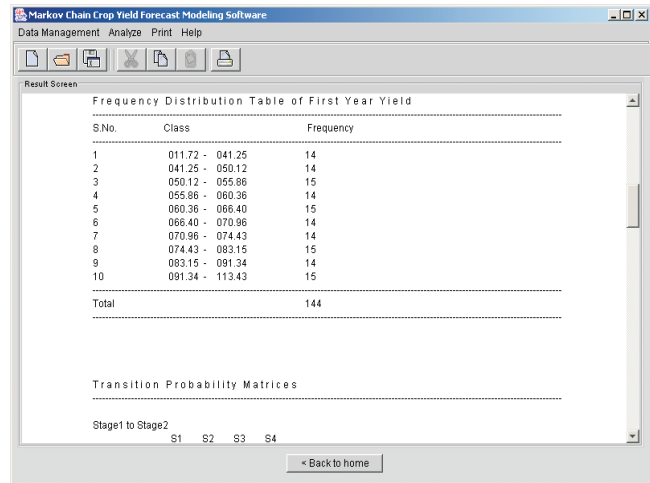 Markov Chain Crop Yield Forecast Modeling Software
Data Management Analyze Print Help
Result Screen
Frequency Distribution Table of First Year Yield
S.No. Class Frequency
1 011.72 - 041.25 14
2 041.25 - 050.12 14
3 050.12 - 055.86 15
4 055.86 - 060.36 14
5 060.36 - 066.40 15
6 066.40 - 070.96 14
7 070.96 - 074.43 14
8 074.43 - 083.15 15
9 083.15 - 091.34 14
10 091.34 - 113.43 15
Total 144
Transition Probability Matrices
Stage1 to Stage2
S1 S2 S3 S4
< Back to home